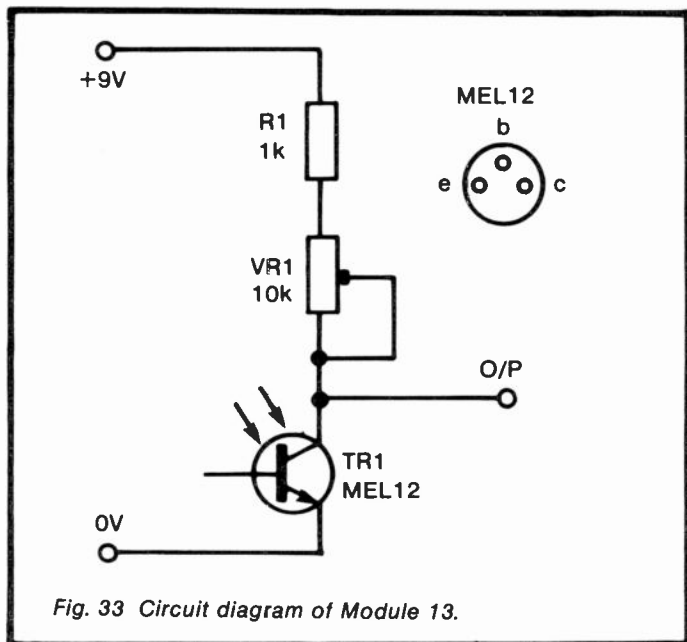 +9V
R1
1k
MEL12
b
e
c
VR1
10k
O/P
TR1
MEL12
0V
Fig. 33 Circuit diagram of Module 13.